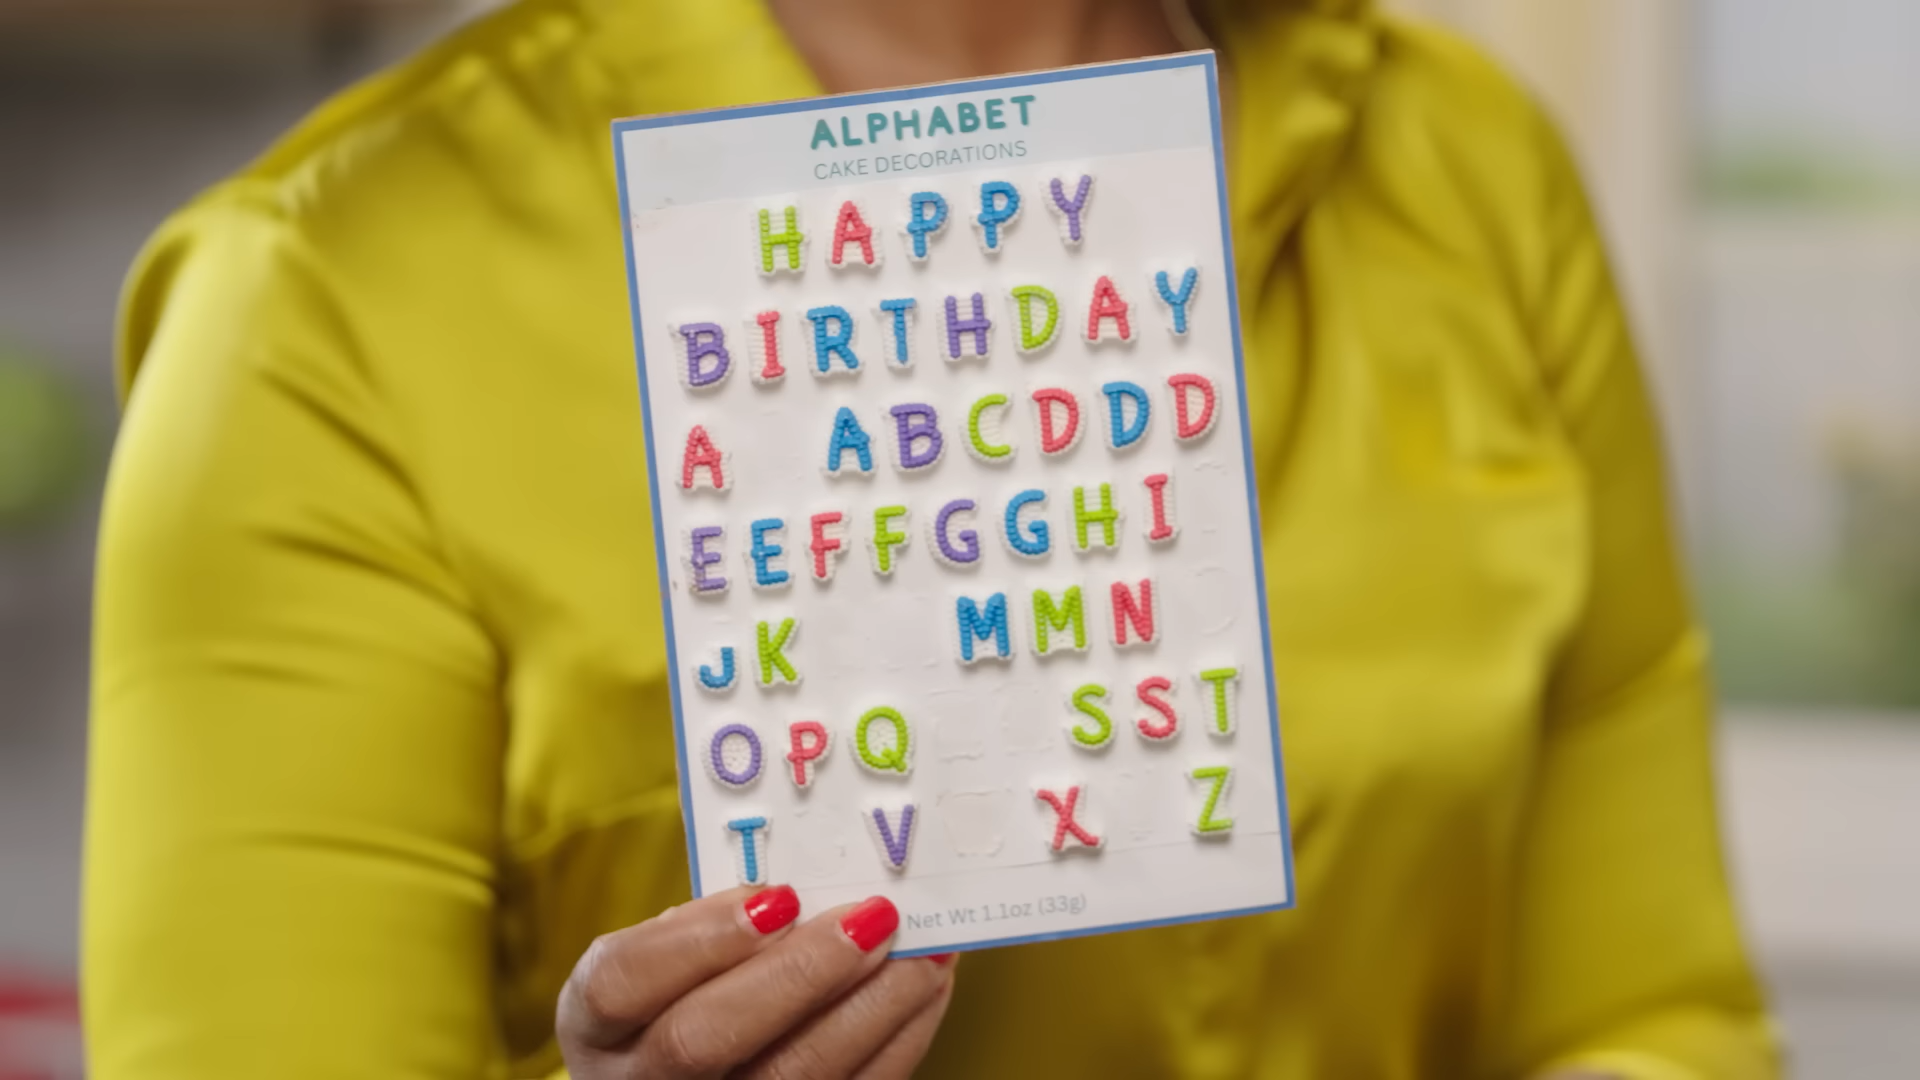 ALPHABET
CAKE DECORATIONS
HAPPY
BIRTHDAY
A ABCDDD
EEFFGGHI
JK MMN
OPQ SST
T V X Z
Net Wt 1.1oz (33g)